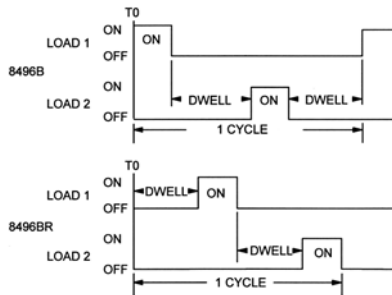 T0
ON
LOAD 1
ON
OFF
8496B
ON
DWELL
ON
DWELL
LOAD 2
OFF
1 CYCLE
T0
ON
LOAD 1
DWELL
ON
OFF
8496BR
ON
DWELL
ON
LOAD 2
OFF
1 CYCLE